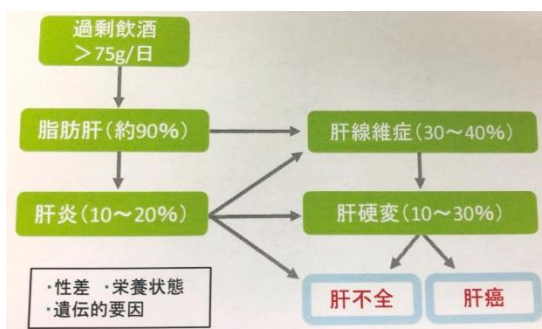 過剰飲酒
＞75g/日
脂肪肝(約90%)
肝線維症(30～40%)
肝炎(10～20%)
肝硬変(10～30%)
・性差 ・栄養状態
・遺伝的要因
肝不全
肝癌